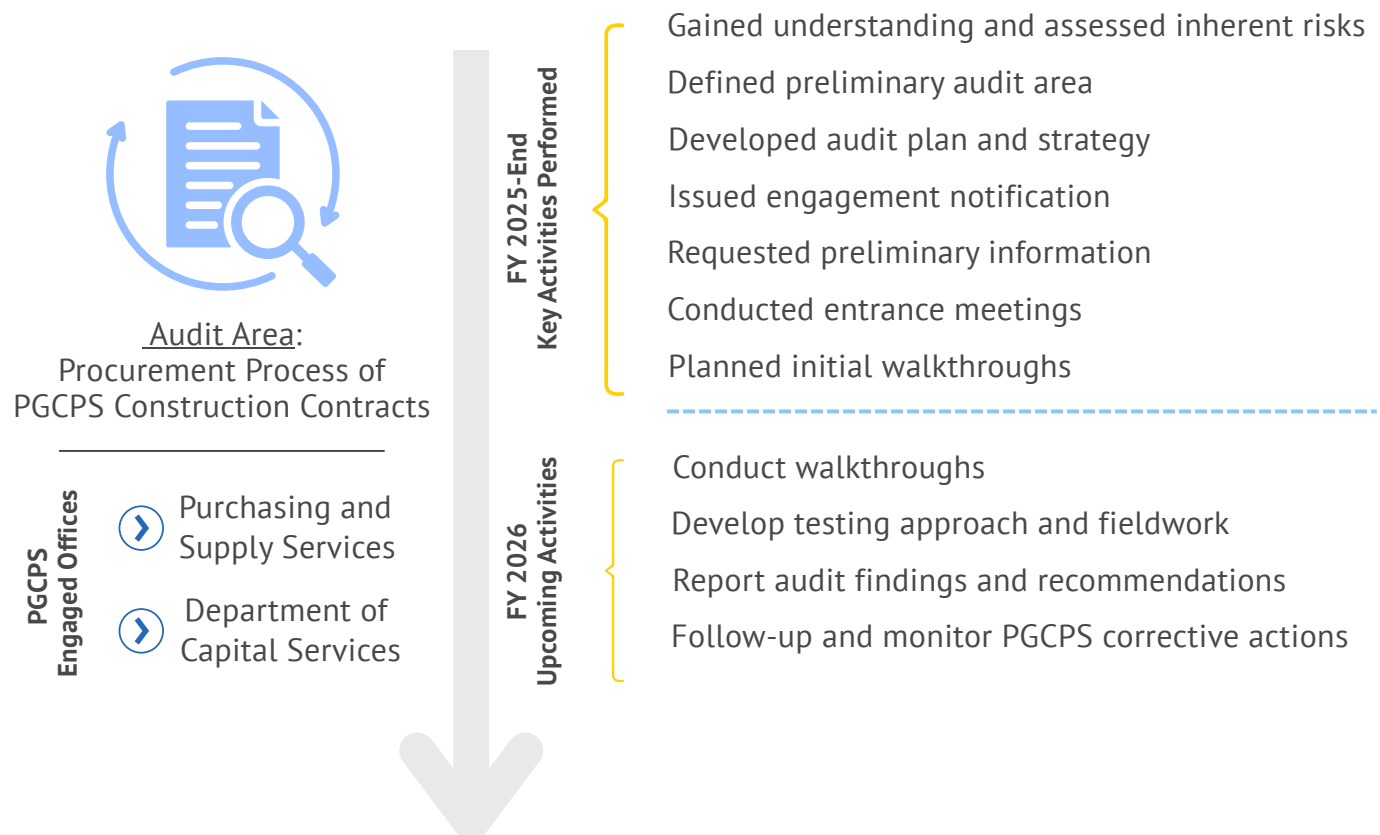 Audit Area:
Procurement Process of
PGCPS Construction Contracts
PGCPS
Engaged Offices
Purchasing and
Supply Services
Department of
Capital Services
FY 2025-End
Key Activities Performed
Gained understanding and assessed inherent risks
Defined preliminary audit area
Developed audit plan and strategy
Issued engagement notification
Requested preliminary information
Conducted entrance meetings
Planned initial walkthroughs
FY 2026
Upcoming Activities
Conduct walkthroughs
Develop testing approach and fieldwork
Report audit findings and recommendations
Follow-up and monitor PGCPS corrective actions